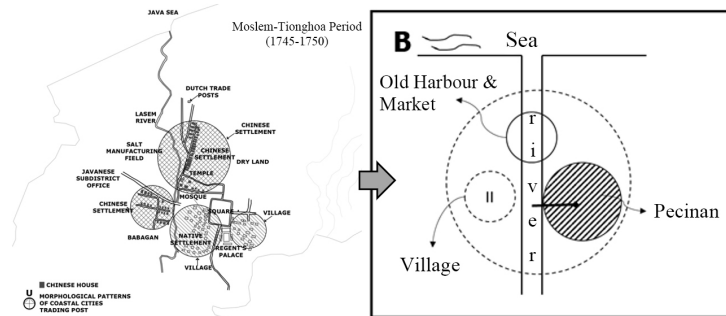 JAVA SEA
Moslem-Tionghoa Period
(1745-1750)
DUTCH TRADE
POSTS
LASEM
RIVER
CHINESE
SETTLEMENT
SALT
MANUFACTURING
FIELD
CHINESE
SETTLEMENT
DRY LAND
JAVANESE
SUBDISTRICT
OFFICE
TEMPLE
MOSQUE
CHINESE
SETTLEMENT
SQUARE
VILLAGE
BABAGAN
NATIVE
SETTLEMENT
REGENT'S
PALACE
VILLAGE
CHINESE HOUSE
U
MORPHOLOGICAL PATTERNS
OF COASTAL CITIES
TRADING POST
B
Sea
Old Harbour &
Market
river
II
Pecinan
Village